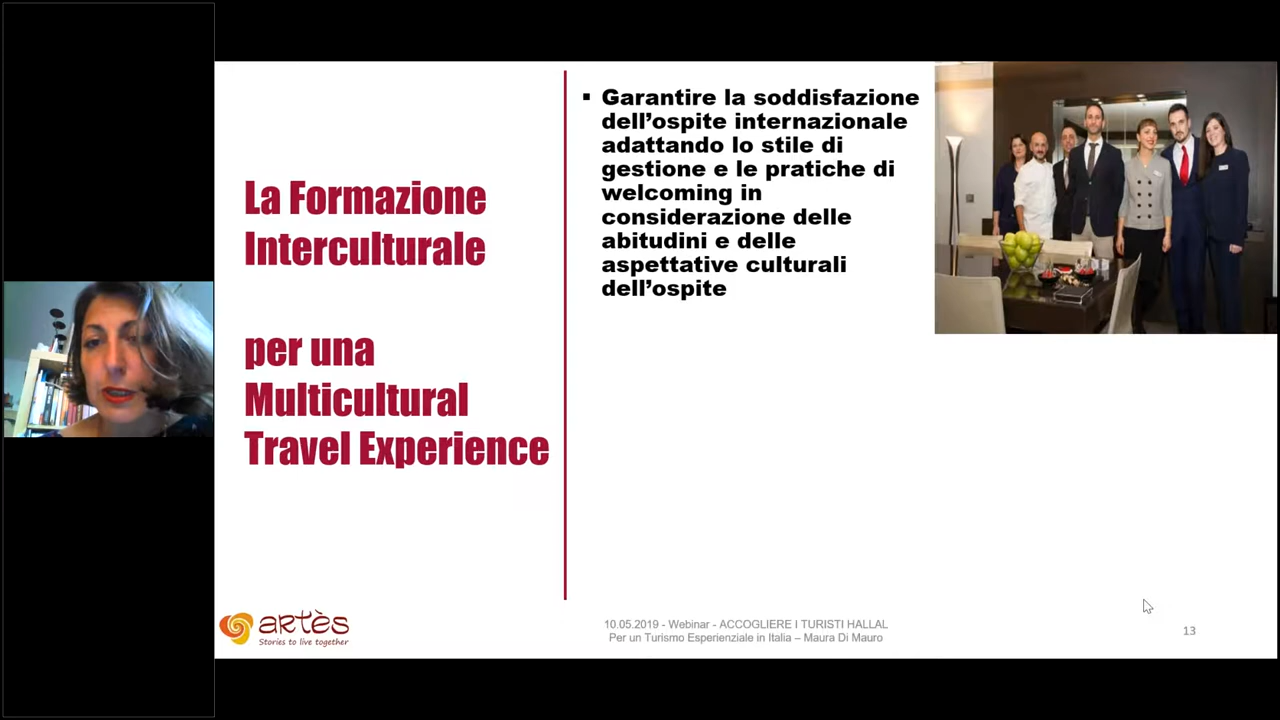 La Formazione
Interculturale
per una
Multicultural
Travel Experience
▪ Garantire la soddisfazione
dell’ospite internazionale
adattando lo stile di
gestione e le pratiche di
welcoming in
considerazione delle
abitudini e delle
aspettative culturali
dell’ospite
artès
Stories to live together
10.05.2019 - Webinar - ACCOGLIERE I TURISTI HALLAL
Per un Turismo Esperienziale in Italia – Maura Di Mauro
13